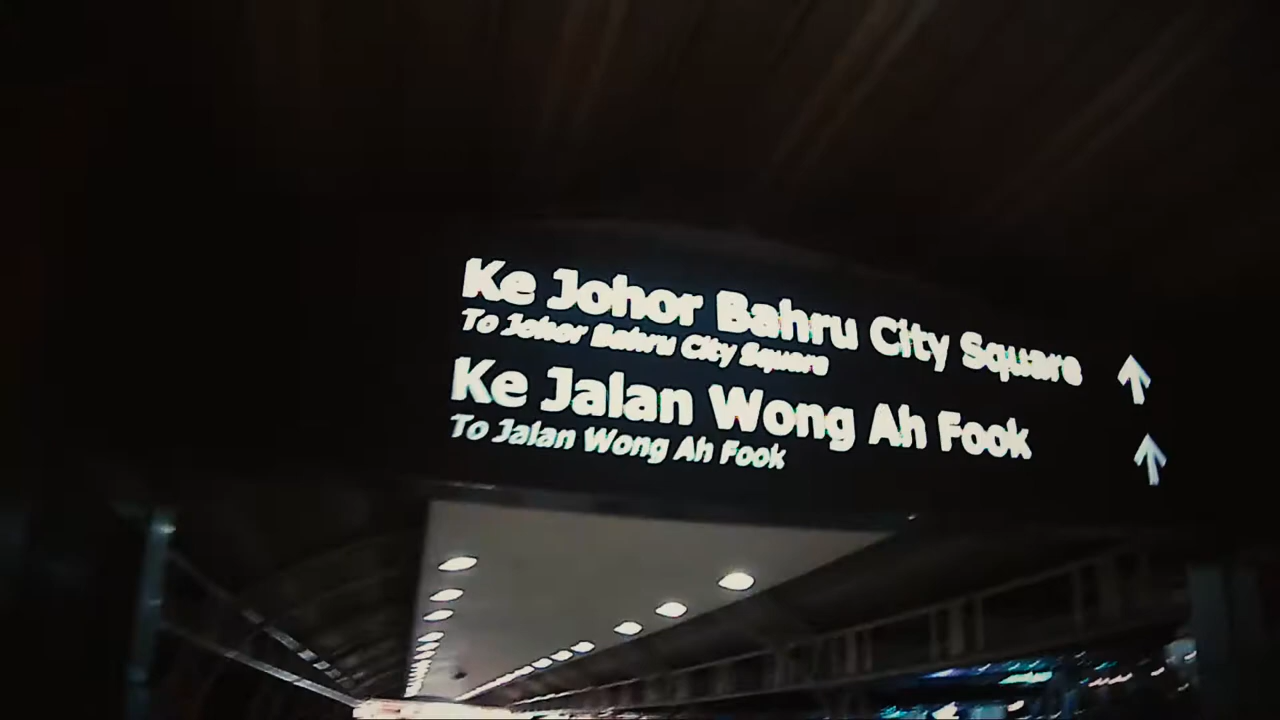 Ke Johor Bahru City Square
To Johor Bahru City Square
Ke Jalan Wong Ah Fook
To Jalan Wong Ah Fook